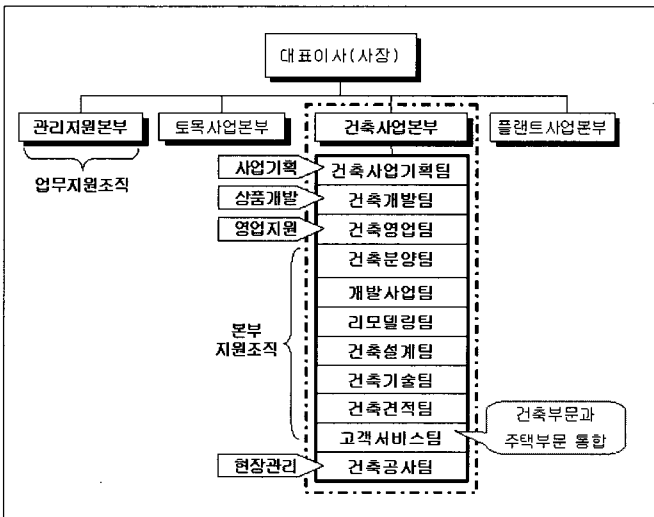 대표이사(사장)
관리지원본부
토목사업본부
건축사업본부
플랜트사업본부
업무지원조직
사업기획
건축사업기획팀
상품개발
건축개발팀
영업지원
건축영업팀
건축분양팀
개발사업팀
리모델링팀
본부
지원조직
건축설계팀
건축기술팀
건축견적팀
고객서비스팀
건축부문과
주택부문 통합
현장관리
건축공사팀